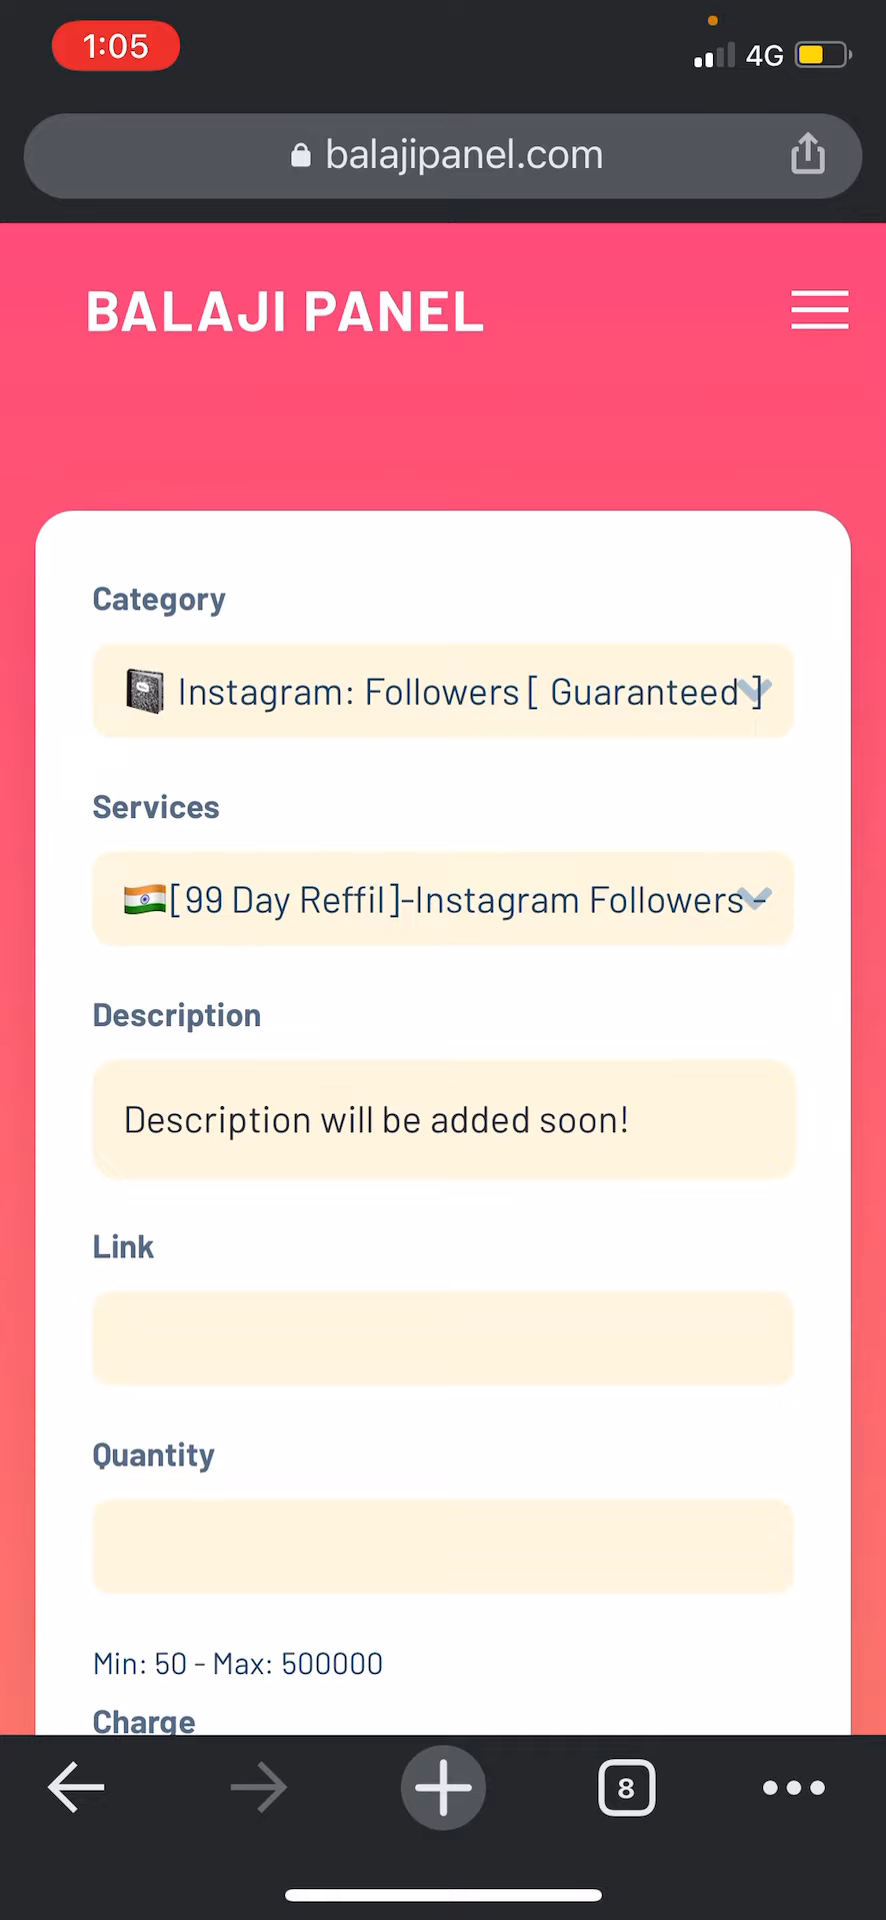 1:05
4G
balajipanel.com
BALAJI PANEL
Category
Instagram: Followers [ Guaranteed ]
Services
[99 Day Reffil]-Instagram Followers -
Description
Description will be added soon!
Link
Quantity
Min: 50 - Max: 500000
Charge
8